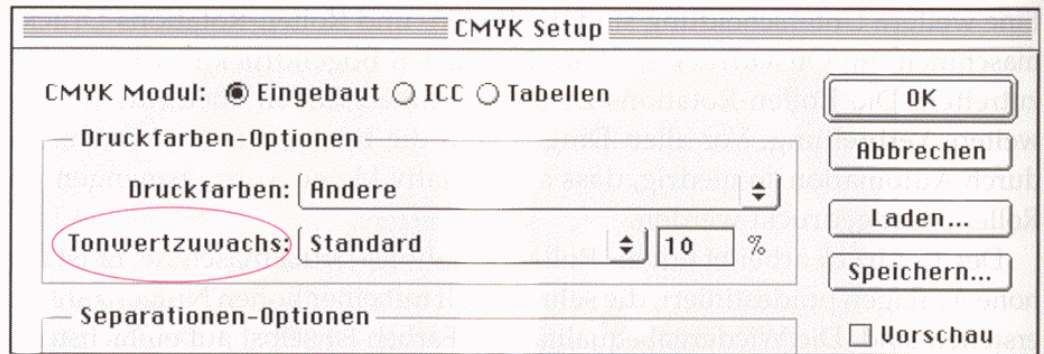 CMYK Setup
CMYK Modul: Eingebaut ICC Tabellen
OK
Druckfarben-Optionen
Abbrechen
Druckfarben: Andere
Laden...
Tonwertzuwachs: Standard 10 %
Speichern...
Separationen-Optionen
Vorschau